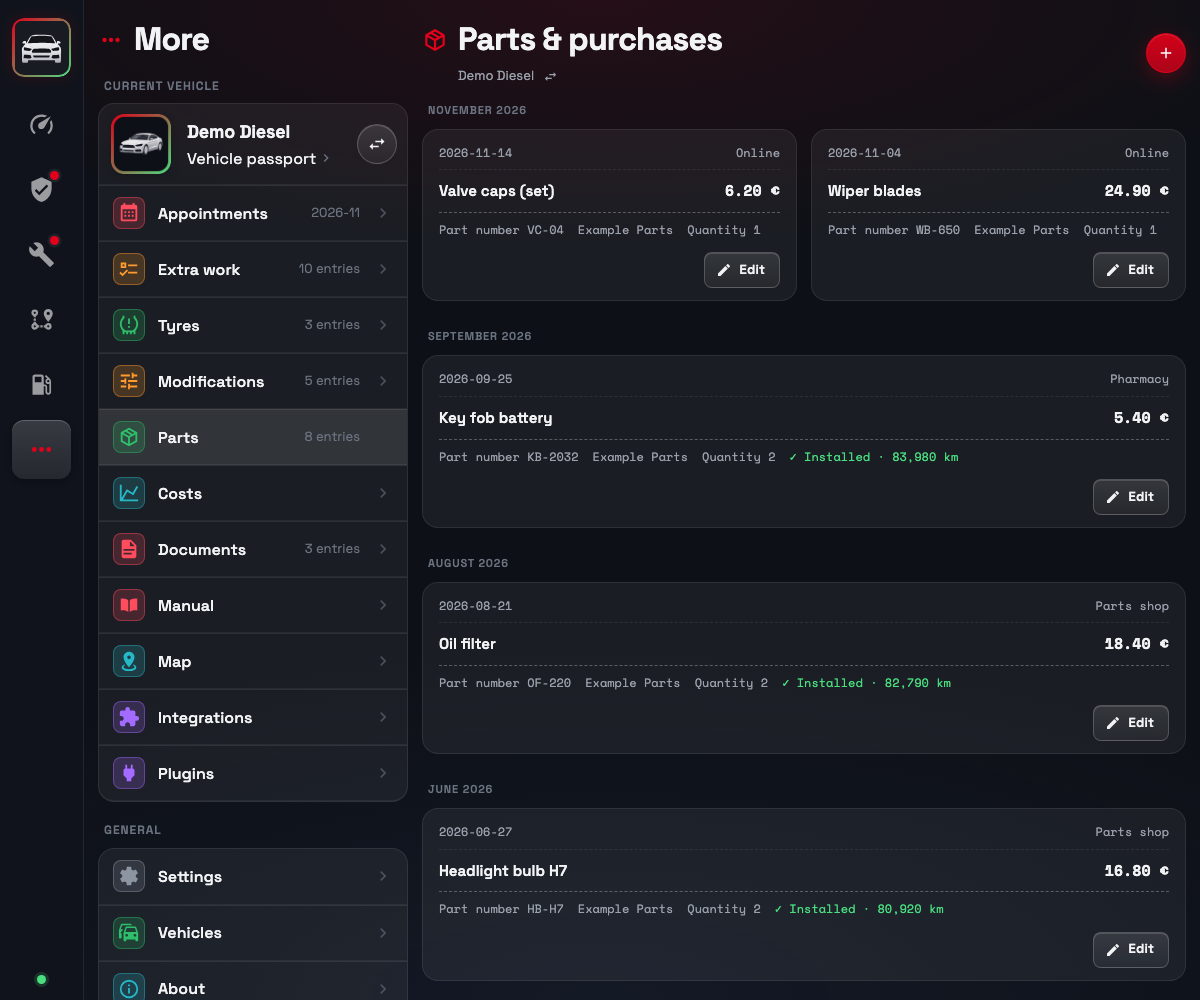 More
CURRENT VEHICLE
Demo Diesel
Vehicle passport
Appointments 2026-11
Extra work 10 entries
Tyres 3 entries
Modifications 5 entries
Parts 8 entries
Costs
Documents 3 entries
Manual
Map
Integrations
Plugins
GENERAL
Settings
Vehicles
About
Parts & purchases
Demo Diesel
+
NOVEMBER 2026
2026-11-14 Online
Valve caps (set) 6.20 €
Part number VC-04 Example Parts Quantity 1
Edit
2026-11-04 Online
Wiper blades 24.90 €
Part number WB-650 Example Parts Quantity 1
Edit
SEPTEMBER 2026
2026-09-25 Pharmacy
Key fob battery 5.40 €
Part number KB-2032 Example Parts Quantity 2 ✓ Installed · 83,980 km
Edit
AUGUST 2026
2026-08-21 Parts shop
Oil filter 18.40 €
Part number OF-220 Example Parts Quantity 2 ✓ Installed · 82,790 km
Edit
JUNE 2026
2026-06-27 Parts shop
Headlight bulb H7 16.80 €
Part number HB-H7 Example Parts Quantity 2 ✓ Installed · 80,920 km
Edit